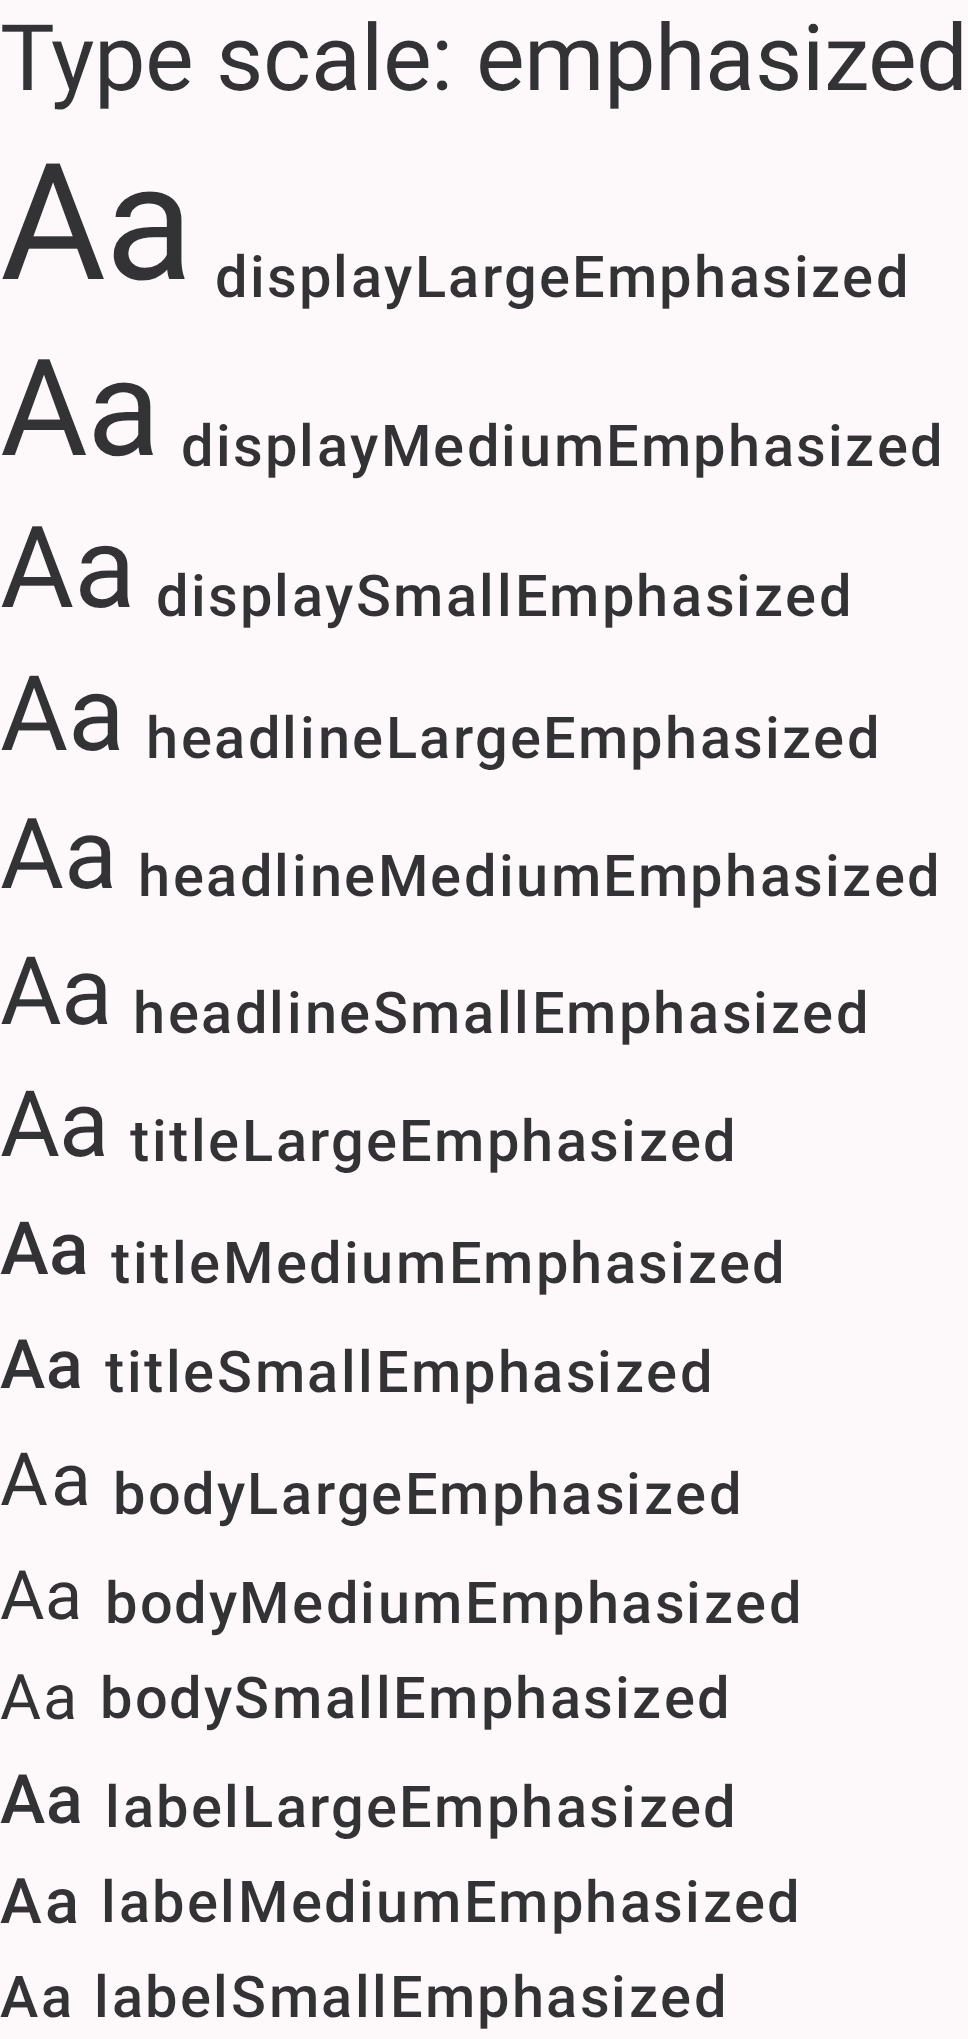 Type scale: emphasized
Aa displayLargeEmphasized
Aa displayMediumEmphasized
Aa displaySmallEmphasized
Aa headlineLargeEmphasized
Aa headlineMediumEmphasized
Aa headlineSmallEmphasized
Aa titleLargeEmphasized
Aa titleMediumEmphasized
Aa titleSmallEmphasized
Aa bodyLargeEmphasized
Aa bodyMediumEmphasized
Aa bodySmallEmphasized
Aa labelLargeEmphasized
Aa labelMediumEmphasized
Aa labelSmallEmphasized